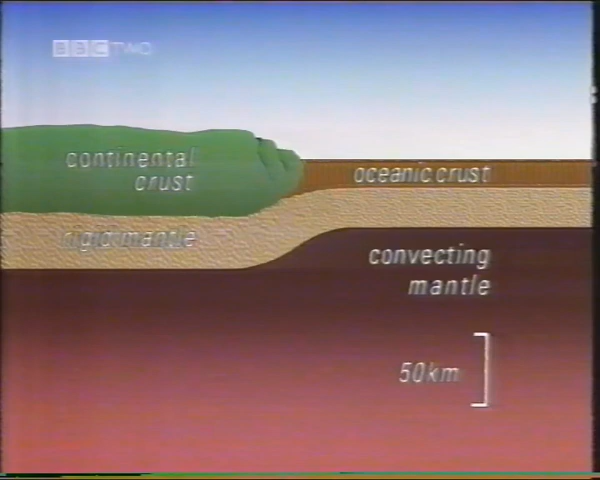 BBC TWO
continental
crust
oceanic crust
rigid mantle
convecting
mantle
50km